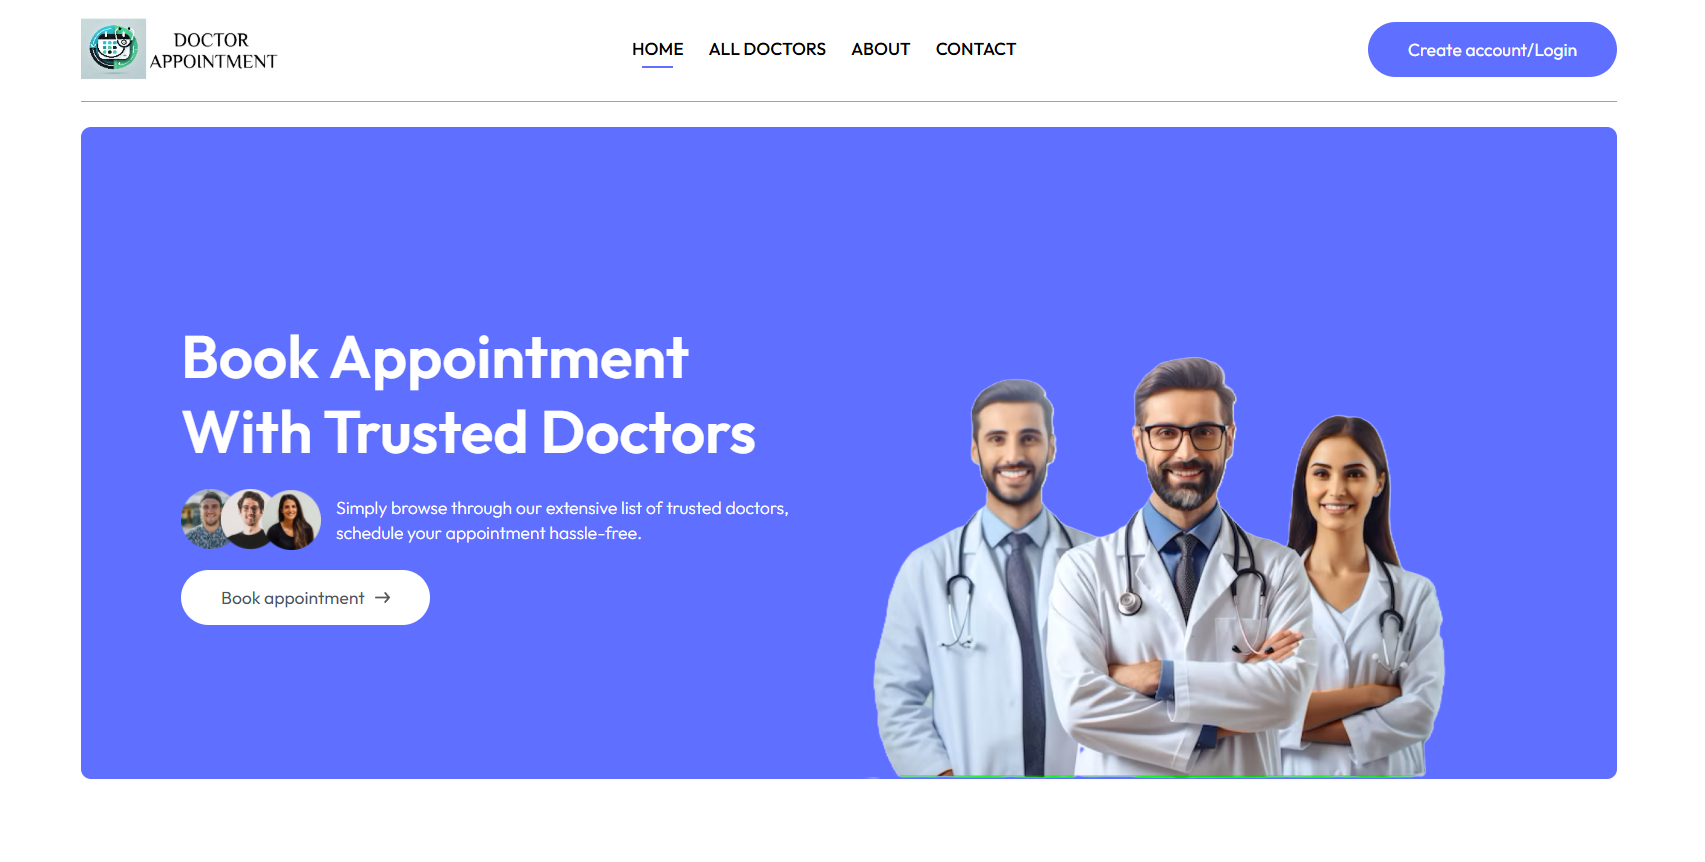 DOCTOR
APPOINTMENT
HOME
ALL DOCTORS
ABOUT
CONTACT
Create account/Login
Book Appointment
With Trusted Doctors
Simply browse through our extensive list of trusted doctors,
schedule your appointment hassle-free.
Book appointment →